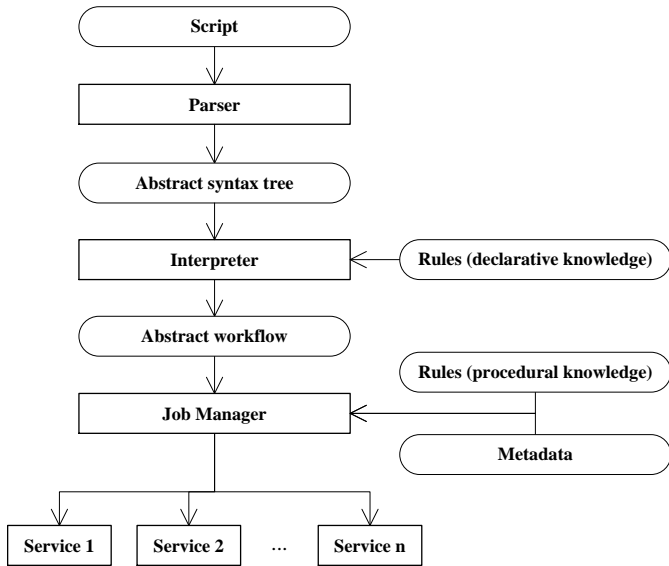 Script
Parser
Abstract syntax tree
Interpreter
Rules (declarative knowledge)
Abstract workflow
Rules (procedural knowledge)
Job Manager
Metadata
Service 1
Service 2
...
Service n